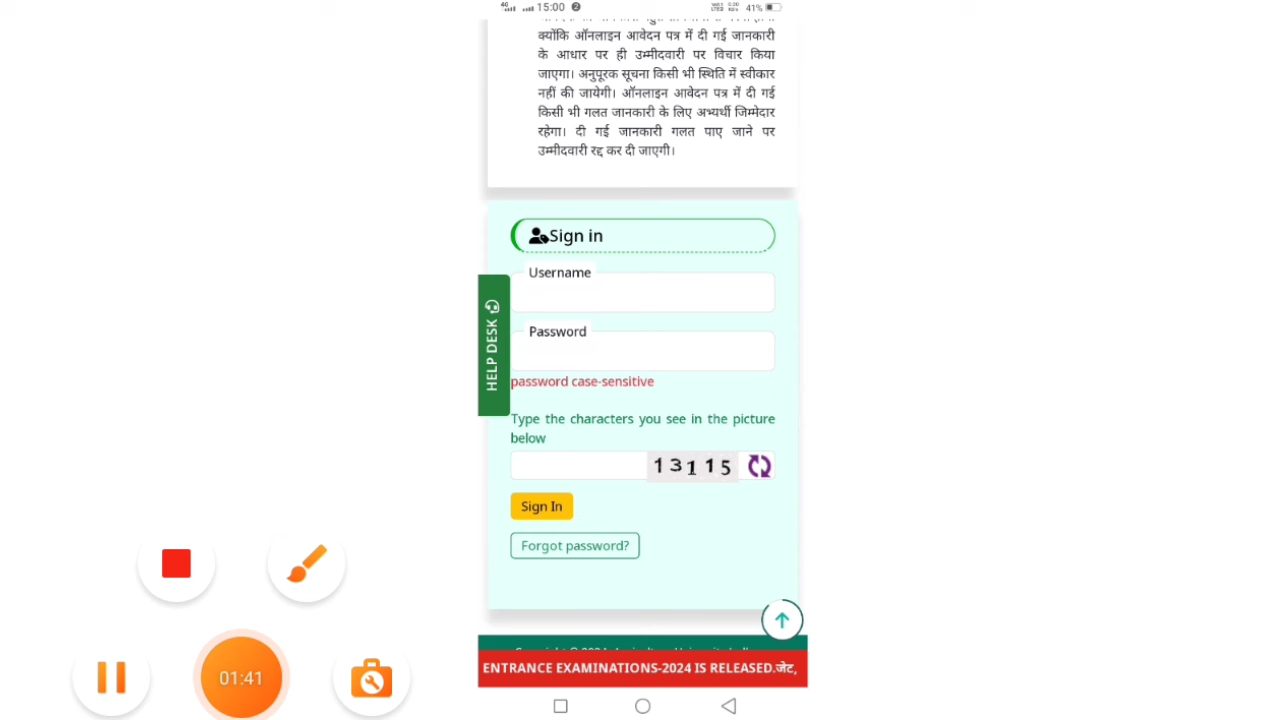 4G 15:00 2 41%
क्योंकि ऑनलाइन आवेदन पत्र में दी गई जानकारी
के आधार पर ही उम्मीदवारी पर विचार किया
जाएगा। अनुपूरक सूचना किसी भी स्थिति में स्वीकार
नहीं की जायेगी। ऑनलाइन आवेदन पत्र में दी गई
किसी भी गलत जानकारी के लिए अभ्यर्थी जिम्मेदार
रहेगा। दी गई जानकारी गलत पाए जाने पर
उम्मीदवारी रद्द कर दी जाएगी।
Sign in
Username
HELP DESK
Password
password case-sensitive
Type the characters you see in the picture
below
13115
Sign In
Forgot password?
ENTRANCE EXAMINATIONS-2024 IS RELEASED.जेट,
01:41